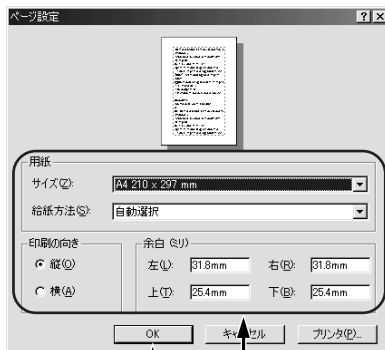 ページ設定
用紙
サイズ(Z): A4 210 x 297 mm
給紙方法(S): 自動選択
印刷の向き
縦(O)
横(A)
余白 (ミリ)
左(L): 31.8mm 右(R): 31.8mm
上(T): 25.4mm 下(B): 25.4mm
OK キャンセル プリンタ(P)...